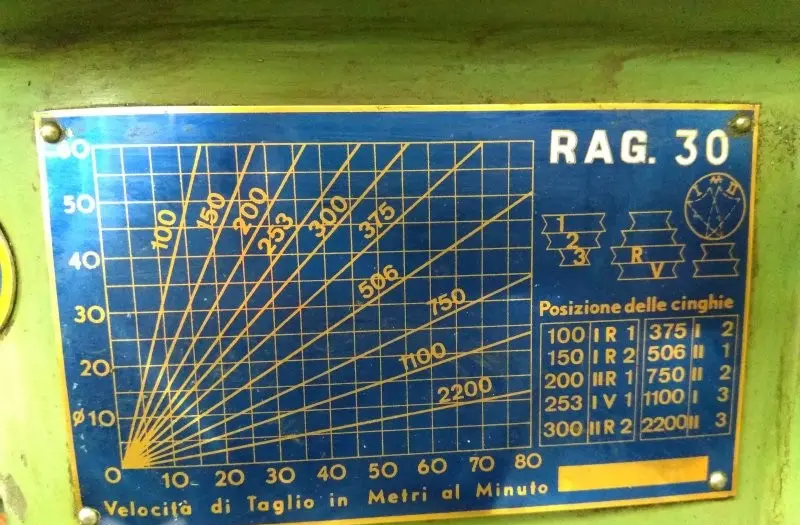 RAG. 30
60
50
40
30
20
ø10
0 10 20 30 40 50 60 70 80
Velocità di Taglio in Metri al Minuto
100
150
200
253
300
375
506
750
1100
2200
I II
1
2
3
R
V
Posizione delle cinghie
100 I R 1 375 I 2
150 I R 2 506 II 1
200 II R 1 750 II 2
253 I V 1 1100 I 3
300 II R 2 2200 II 3